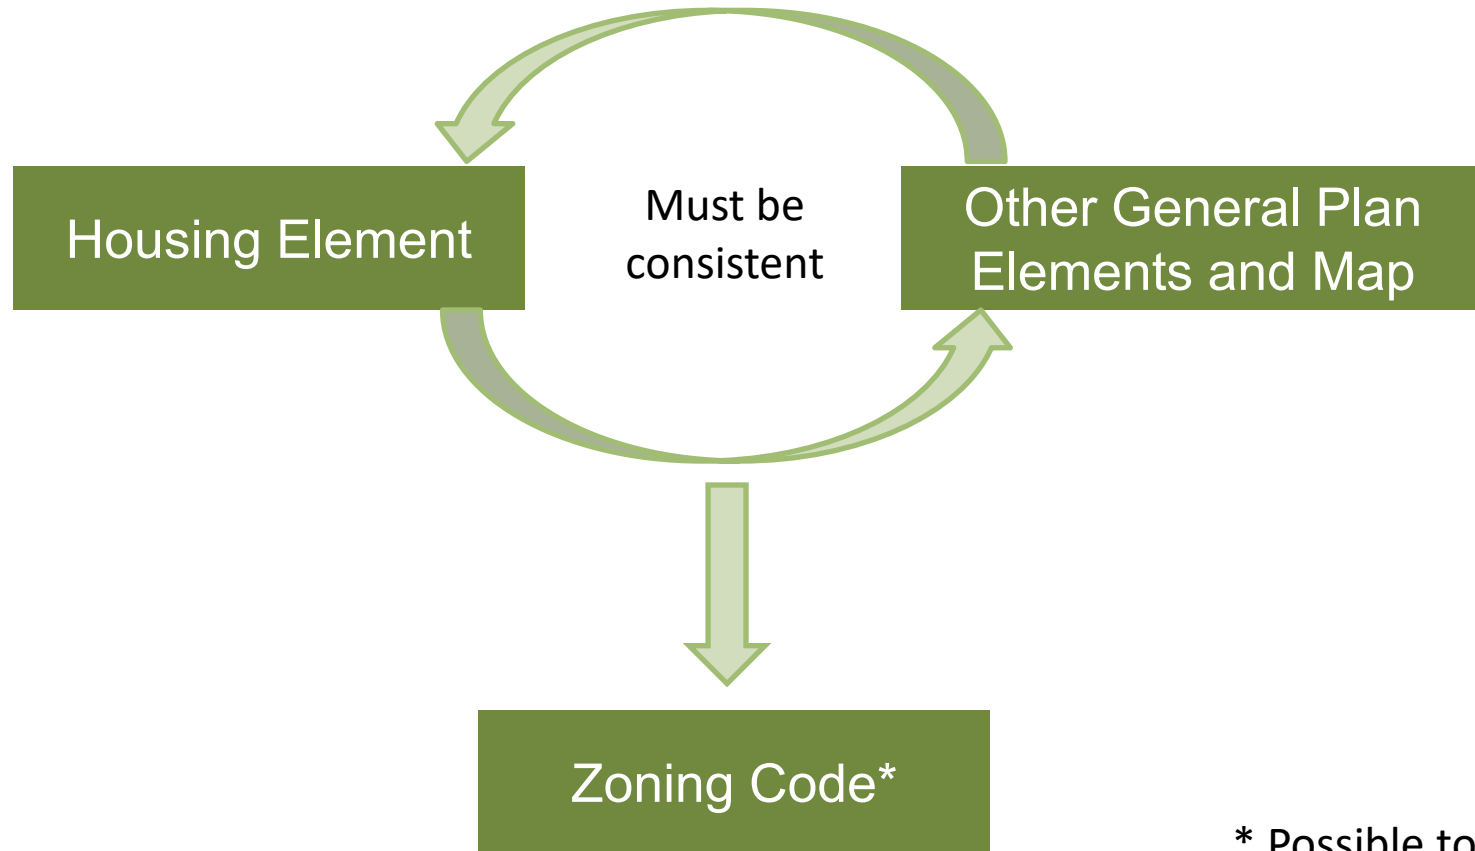 Housing Element
Must be
consistent
Other General Plan
Elements and Map
Zoning Code*
* Possible to